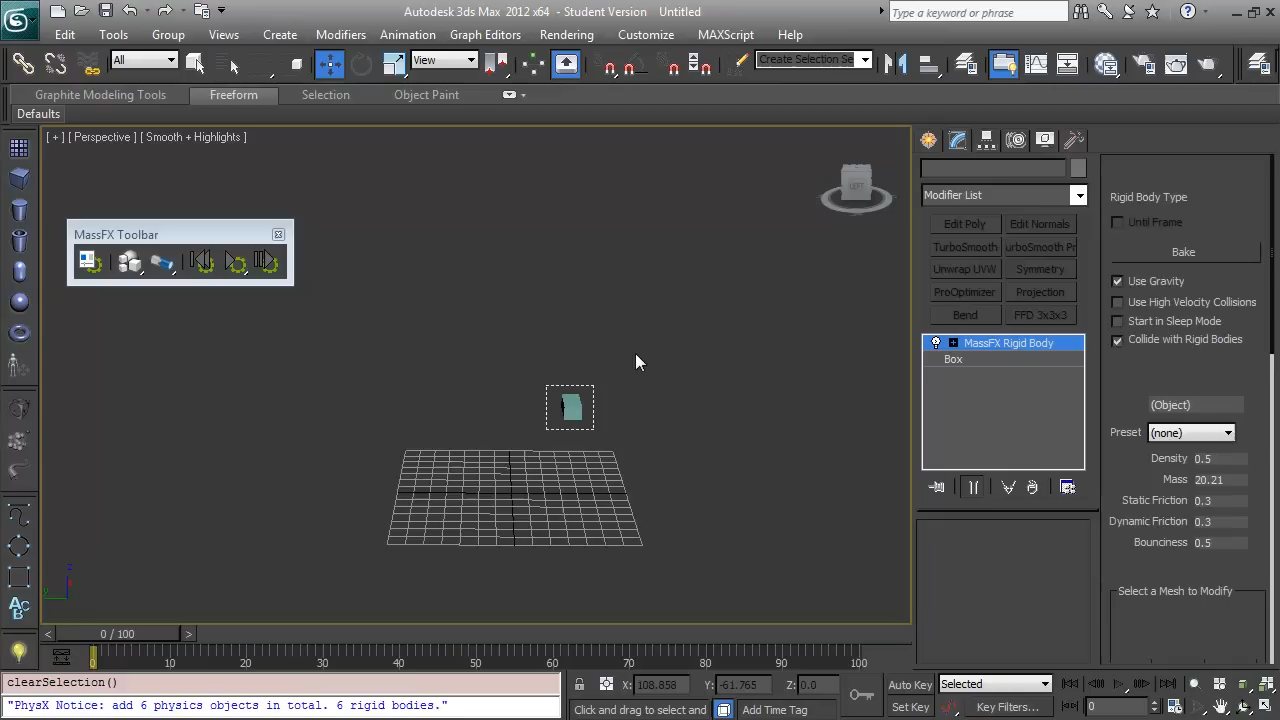 Autodesk 3ds Max 2012 x64 - Student Version Untitled
Type a keyword or phrase
Edit Tools Group Views Create Modifiers Animation Graph Editors Rendering Customize MAXScript Help
All
View
Create Selection Se
Graphite Modeling Tools Freeform Selection Object Paint
Defaults
[ + ] [ Perspective ] [ Smooth + Highlights ]
LEFT
MassFX Toolbar
Modifier List
Edit Poly Edit Normals
TurboSmooth urboSmooth Pr
Unwrap UVW Symmetry
ProOptimizer Projection
Bend FFD 3x3x3
MassFX Rigid Body
Box
Rigid Body Type
Until Frame
Bake
Use Gravity
Use High Velocity Collisions
Start in Sleep Mode
Collide with Rigid Bodies
(Object)
Preset (none)
Density 0.5
Mass 20.21
Static Friction 0.3
Dynamic Friction 0.3
Bounciness 0.5
Select a Mesh to Modify
z
y
< 0 / 100 >
0 10 20 30 40 50 60 70 80 90 100
clearSelection()
"PhysX Notice: add 6 physics objects in total. 6 rigid bodies."
X: 108.858 Y: -61.765 Z: 0.0
Click and drag to select and
Add Time Tag
Auto Key Selected
Set Key Key Filters...
0